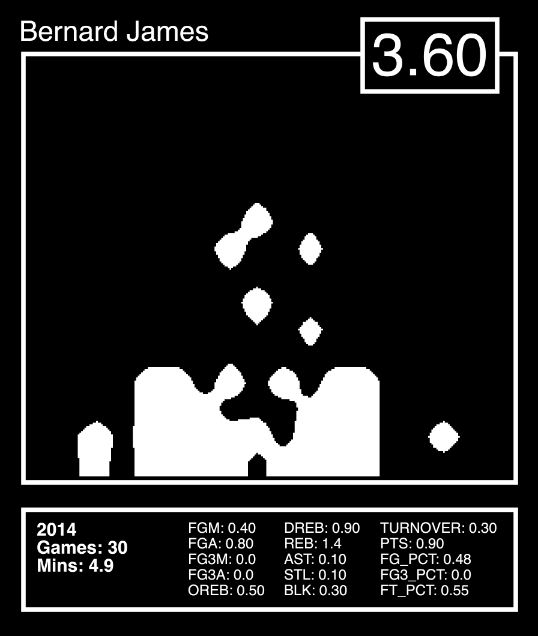 Bernard James
3.60
2014
Games: 30
Mins: 4.9
FGM: 0.40
FGA: 0.80
FG3M: 0.0
FG3A: 0.0
OREB: 0.50
DREB: 0.90
REB: 1.4
AST: 0.10
STL: 0.10
BLK: 0.30
TURNOVER: 0.30
PTS: 0.90
FG_PCT: 0.48
FG3_PCT: 0.0
FT_PCT: 0.55